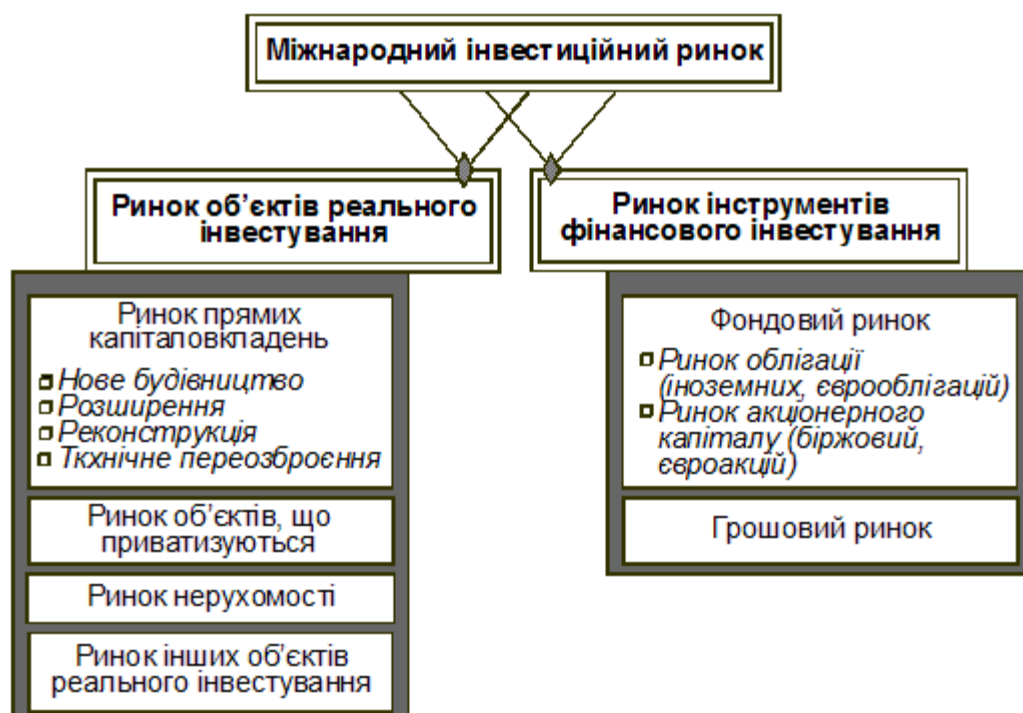 Міжнародний інвестиційний ринок
Ринок об’єктів реального
інвестування
Ринок прямих
капіталовкладень
Нове будівництво
Розширення
Реконструкція
Ткхнічне переозброєння
Ринок об’єктів, що
приватизуються
Ринок нерухомості
Ринок інших об’єктів
реального інвестування
Ринок інструментів
фінансового інвестування
Фондовий ринок
Ринок облігації
(іноземних, єврооблігацій)
Ринок акціонерного
капіталу (біржовий,
євроакцій)
Грошовий ринок